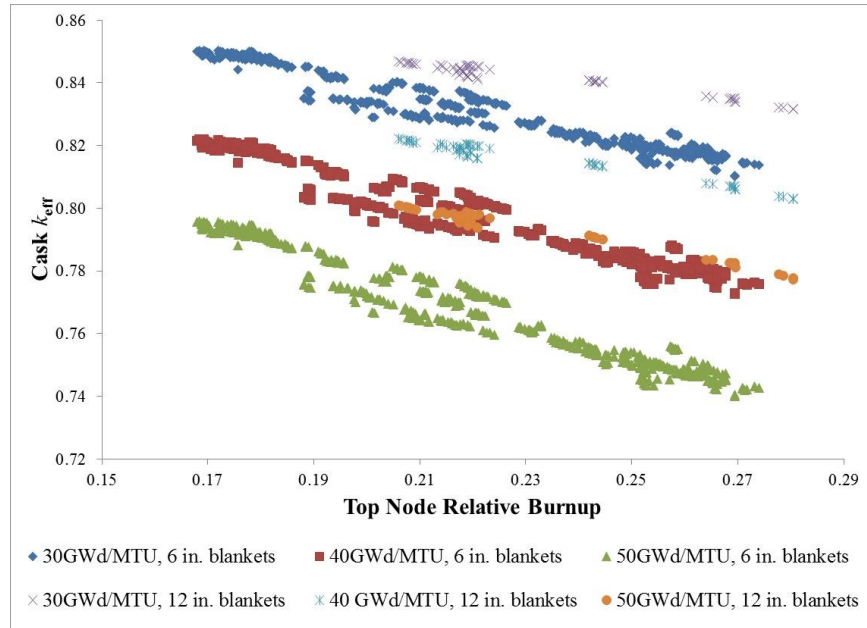 0.86
0.84
0.82
0.80
0.78
0.76
0.74
0.72
Cask keff
0.15 0.17 0.19 0.21 0.23 0.25 0.27 0.29
Top Node Relative Burnup
30GWd/MTU, 6 in. blankets 40GWd/MTU, 6 in. blankets 50GWd/MTU, 6 in. blankets
30GWd/MTU, 12 in. blankets 40 GWd/MTU, 12 in. blankets 50GWd/MTU, 12 in. blankets